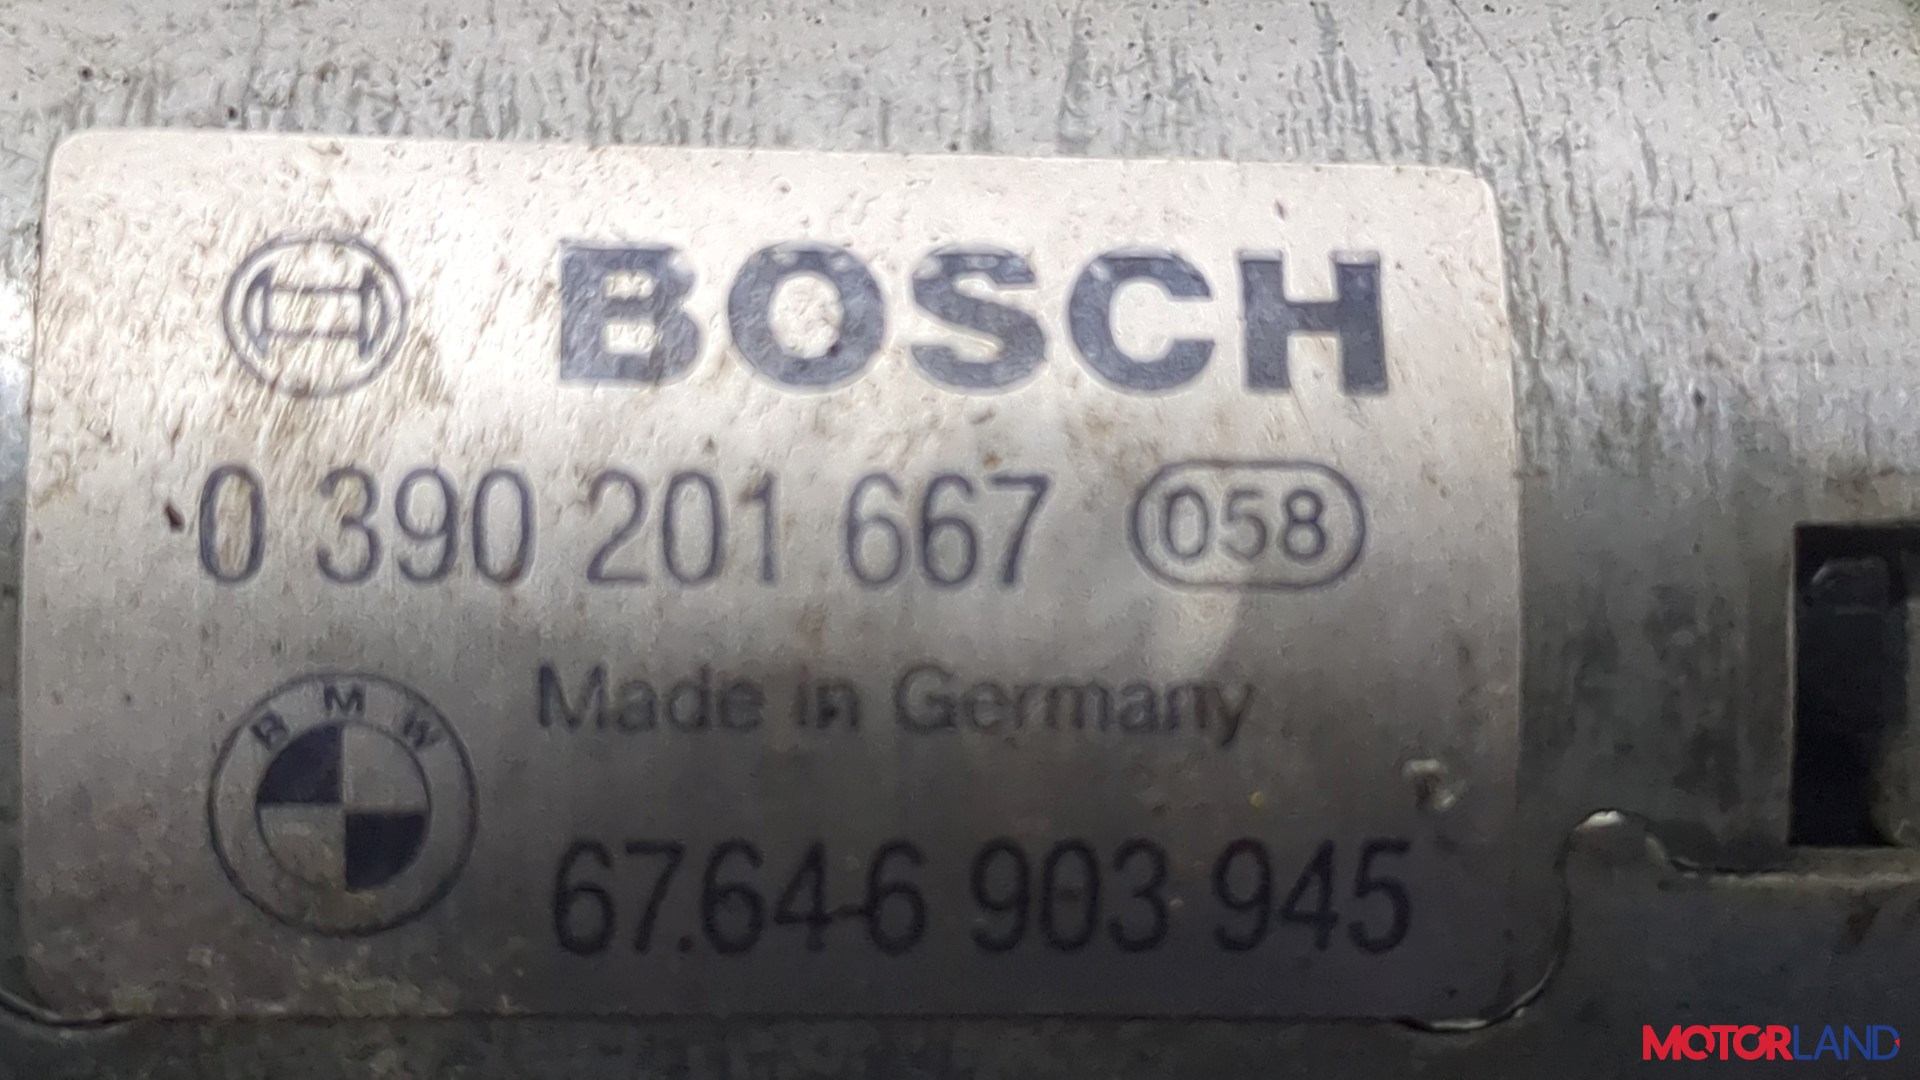 BOSCH
0 390 201 667 058
Made in Germany
BMW
67.64-6 903 945
MOTORLAND